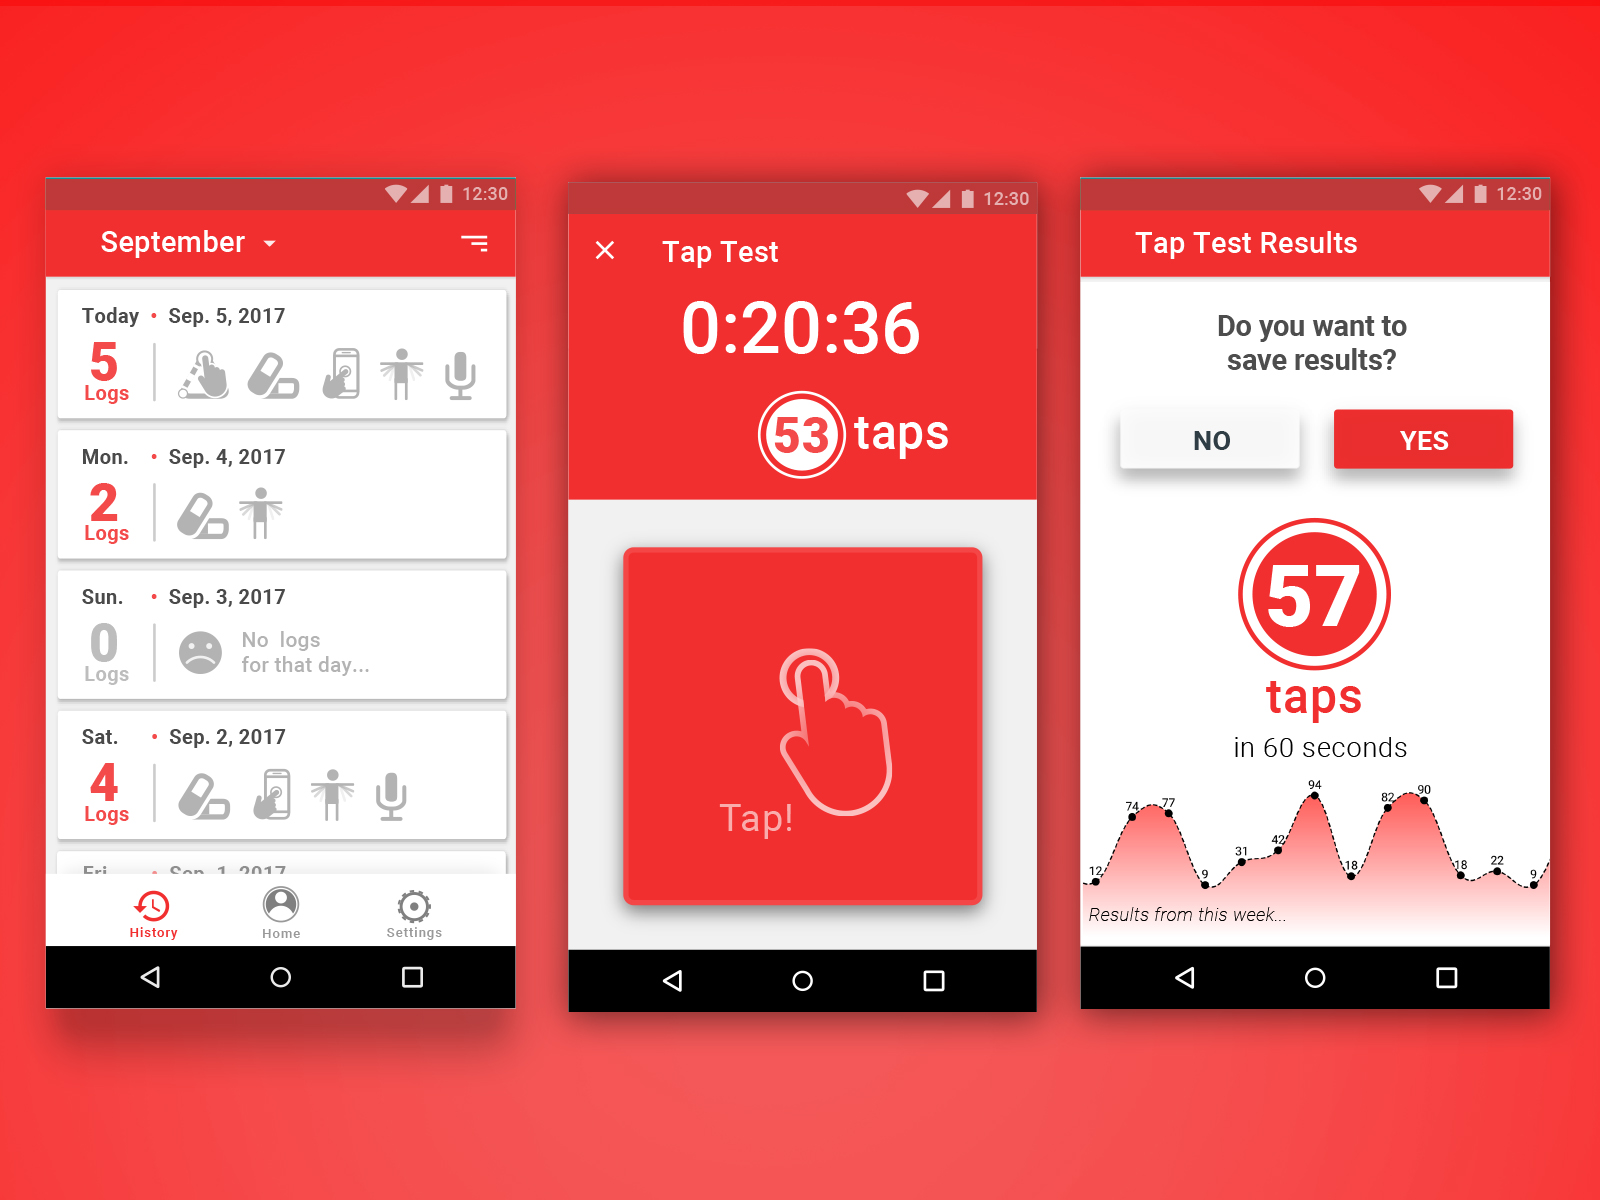 12:30
September
Today • Sep. 5, 2017
5
Logs
Mon. • Sep. 4, 2017
2
Logs
Sun. • Sep. 3, 2017
0
Logs
No logs
for that day...
Sat. • Sep. 2, 2017
4
Logs
Fri. Sep. 1, 2017
History
Home
Settings
12:30
Tap Test
0:20:36
53 taps
Tap!
12:30
Tap Test Results
Do you want to
save results?
NO
YES
57
taps
in 60 seconds
12 74 77 9 31 42 94 18 82 90 18 22 9
Results from this week...